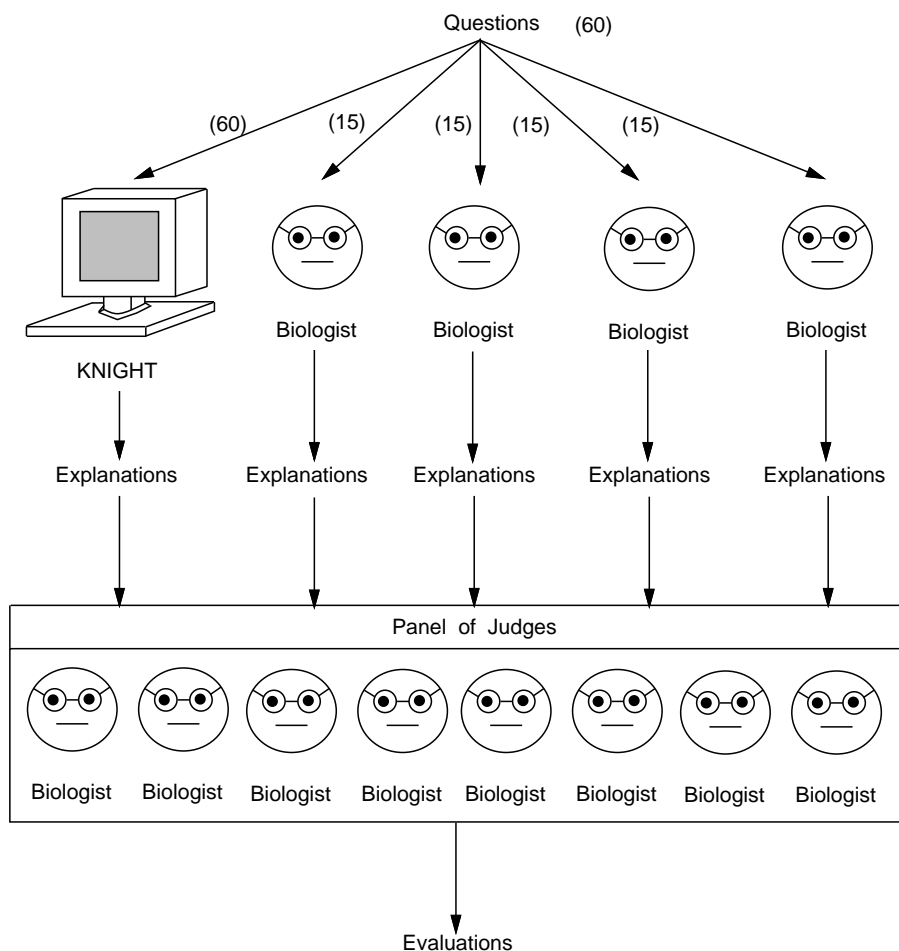 Questions (60)
(60) (15) (15) (15) (15)
Biologist Biologist Biologist Biologist
KNIGHT
Explanations Explanations Explanations Explanations Explanations
Panel of Judges
Biologist Biologist Biologist Biologist Biologist Biologist Biologist Biologist
Evaluations